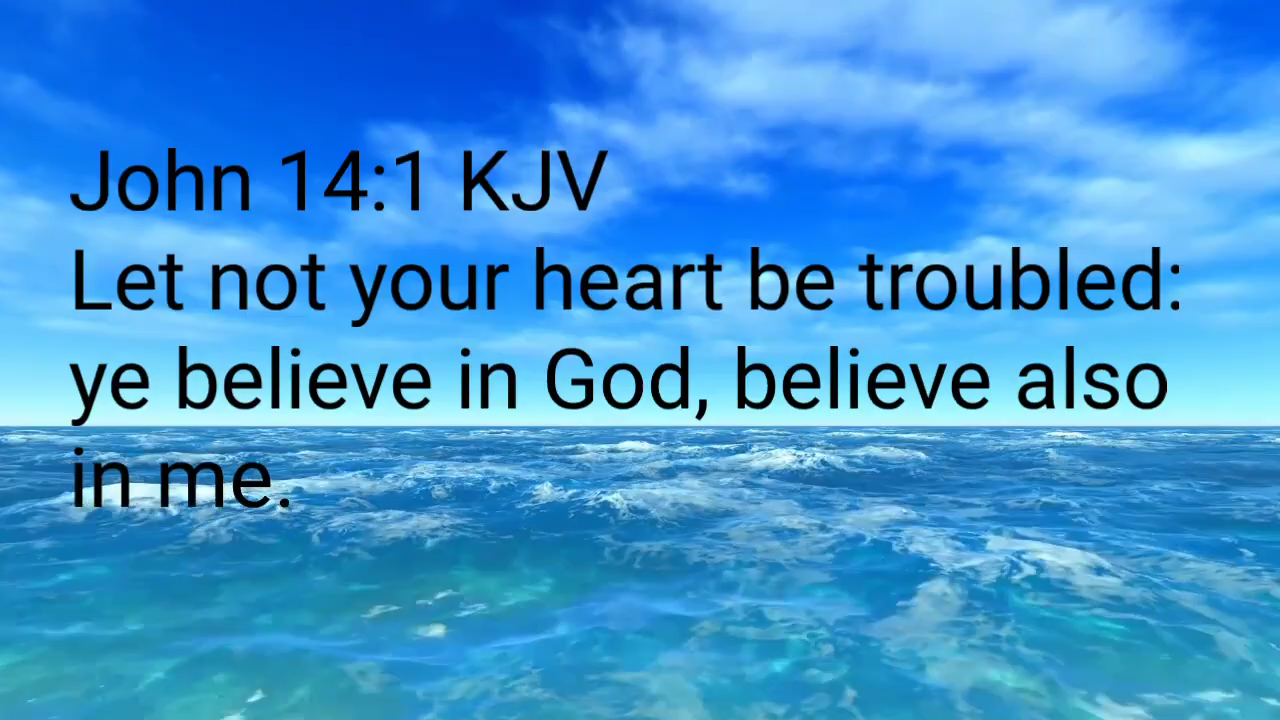 John 14:1 KJV
Let not your heart be troubled:
ye believe in God, believe also
in me.